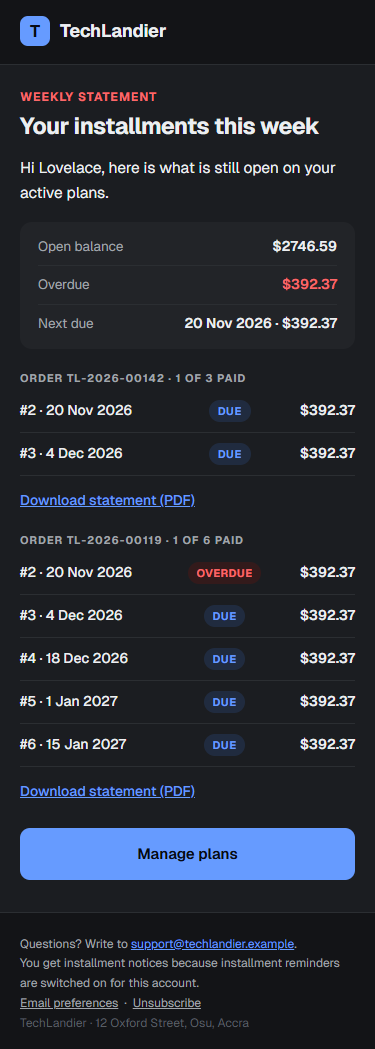 T TechLandier
WEEKLY STATEMENT
Your installments this week
Hi Lovelace, here is what is still open on your
active plans.
Open balance $2746.59
Overdue $392.37
Next due 20 Nov 2026 · $392.37
ORDER TL-2026-00142 · 1 OF 3 PAID
#2 · 20 Nov 2026 DUE $392.37
#3 · 4 Dec 2026 DUE $392.37
Download statement (PDF)
ORDER TL-2026-00119 · 1 OF 6 PAID
#2 · 20 Nov 2026 OVERDUE $392.37
#3 · 4 Dec 2026 DUE $392.37
#4 · 18 Dec 2026 DUE $392.37
#5 · 1 Jan 2027 DUE $392.37
#6 · 15 Jan 2027 DUE $392.37
Download statement (PDF)
Manage plans
Questions? Write to support@techlandier.example.
You get installment notices because installment reminders
are switched on for this account.
Email preferences · Unsubscribe
TechLandier · 12 Oxford Street, Osu, Accra